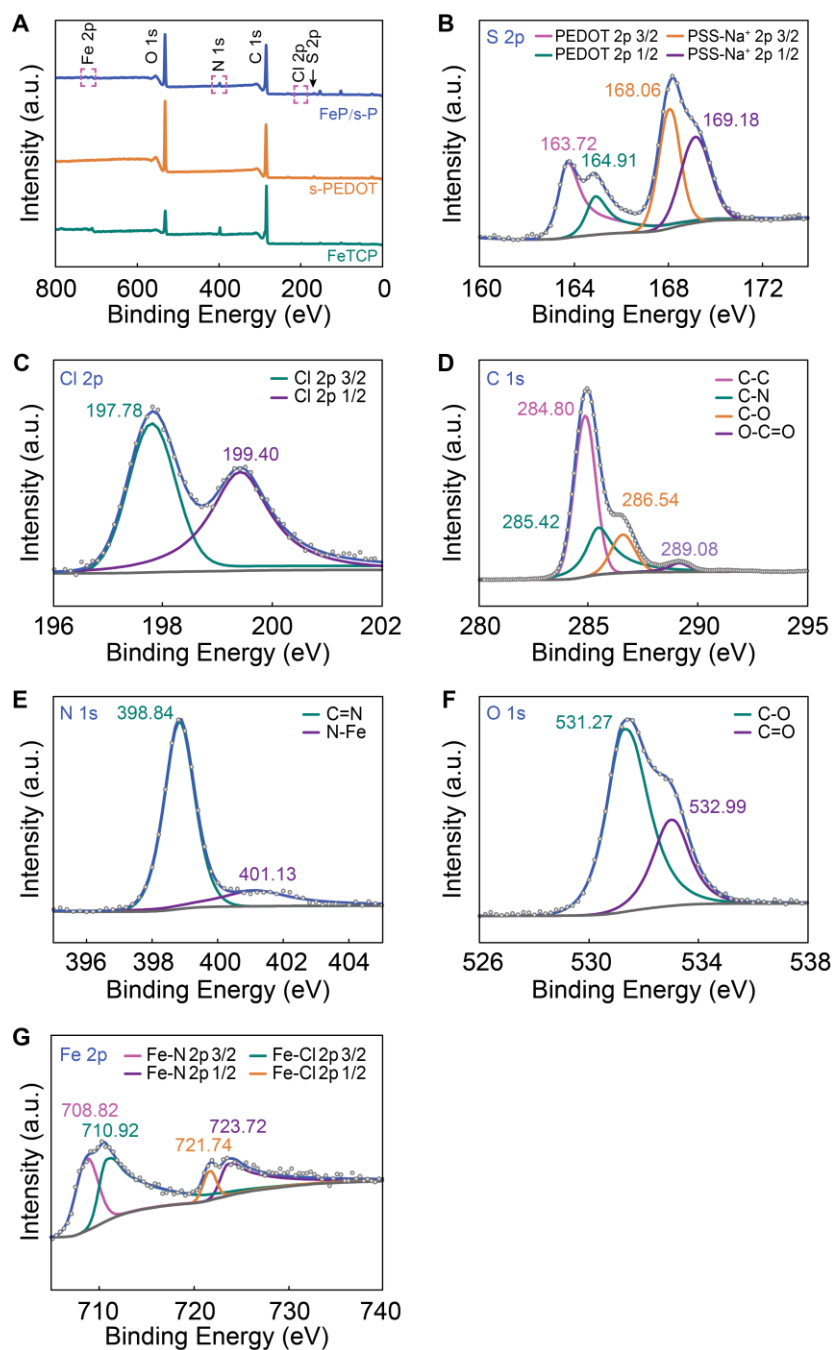 A
Intensity (a.u.)
Fe 2p
O 1s
N 1s
C 1s
Cl 2p
S 2p
FeP/s-P
s-PEDOT
FeTCP
800 600 400 200 0
Binding Energy (eV)
B
Intensity (a.u.)
S 2p
PEDOT 2p 3/2 PSS-Na⁺ 2p 3/2
PEDOT 2p 1/2 PSS-Na⁺ 2p 1/2
168.06
163.72
164.91
169.18
160 164 168 172
Binding Energy (eV)
C
Intensity (a.u.)
Cl 2p
Cl 2p 3/2
Cl 2p 1/2
197.78
199.40
196 198 200 202
Binding Energy (eV)
D
Intensity (a.u.)
C 1s
C-C
C-N
C-O
O-C=O
284.80
286.54
285.42
289.08
280 285 290 295
Binding Energy (eV)
E
Intensity (a.u.)
N 1s
398.84
C=N
N-Fe
401.13
396 398 400 402 404
Binding Energy (eV)
F
Intensity (a.u.)
O 1s
531.27
C-O
C=O
532.99
526 530 534 538
Binding Energy (eV)
G
Intensity (a.u.)
Fe 2p
Fe-N 2p 3/2 Fe-Cl 2p 3/2
Fe-N 2p 1/2 Fe-Cl 2p 1/2
708.82
710.92
723.72
721.74
710 720 730 740
Binding Energy (eV)